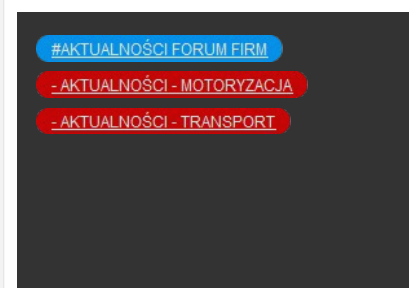 #AKTUALNOŚCI FORUM FIRM
- AKTUALNOŚCI - MOTORYZACJA
- AKTUALNOŚCI - TRANSPORT